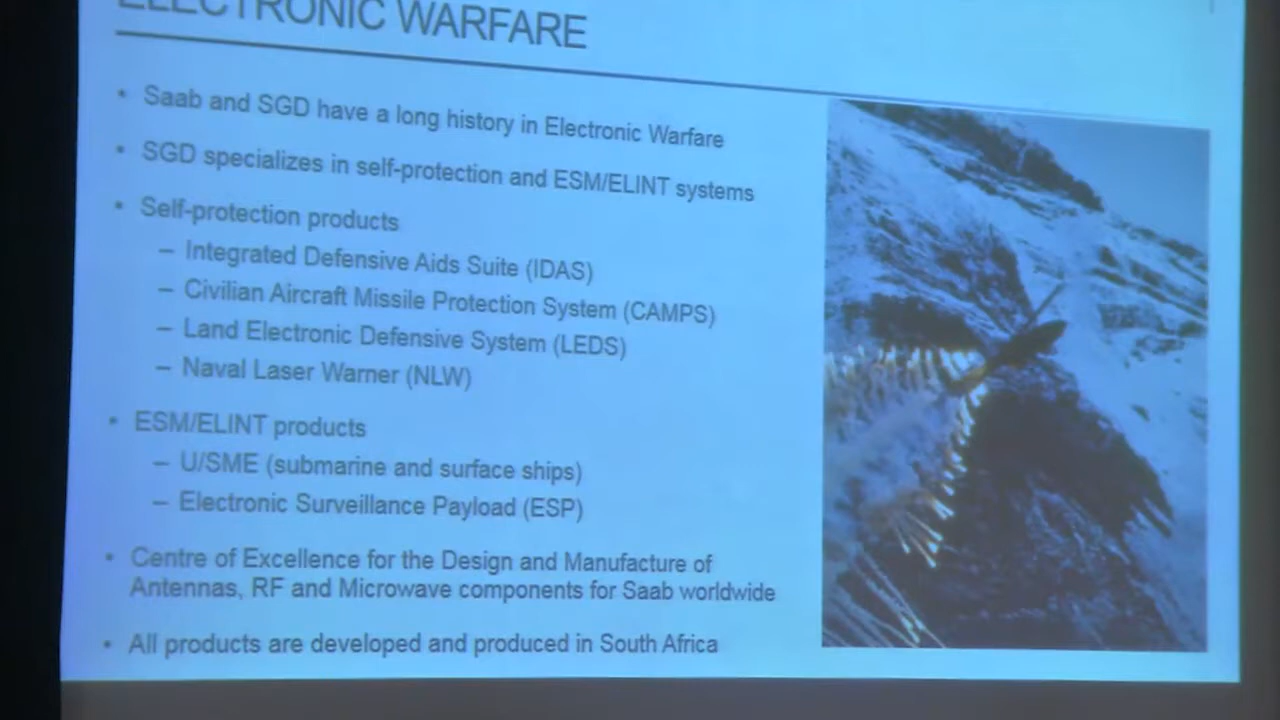 ELECTRONIC WARFARE
• Saab and SGD have a long history in Electronic Warfare
• SGD specializes in self-protection and ESM/ELINT systems
• Self-protection products
– Integrated Defensive Aids Suite (IDAS)
– Civilian Aircraft Missile Protection System (CAMPS)
– Land Electronic Defensive System (LEDS)
– Naval Laser Warner (NLW)
• ESM/ELINT products
– U/SME (submarine and surface ships)
– Electronic Surveillance Payload (ESP)
• Centre of Excellence for the Design and Manufacture of
Antennas, RF and Microwave components for Saab worldwide
• All products are developed and produced in South Africa